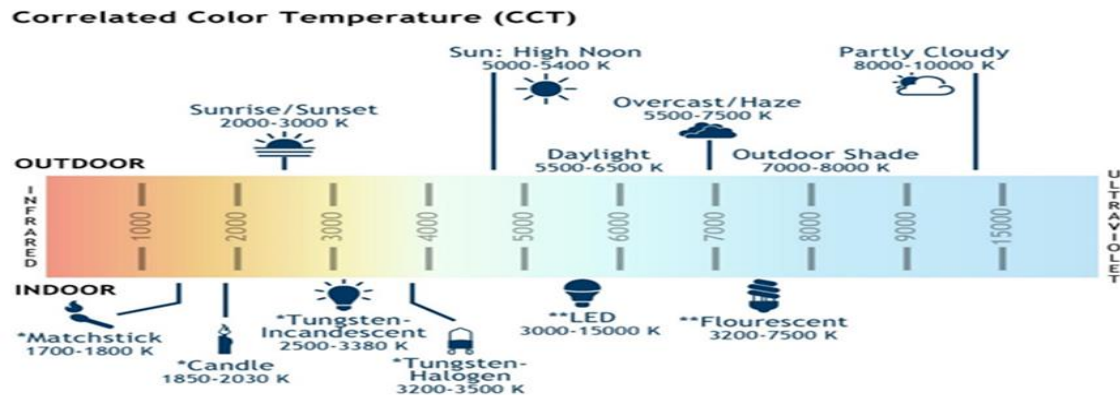 Correlated Color Temperature (CCT)
Sun: High Noon
5000-5400 K
Partly Cloudy
8000-10000 K
Sunrise/Sunset
2000-3000 K
Overcast/Haze
5500-7500 K
Daylight
5500-6500 K
Outdoor Shade
7000-8000 K
OUTDOOR
INFRARED
1000
2000
3000
4000
5000
6000
7000
8000
9000
15000
ULTRAVIOLET
INDOOR
*Matchstick
1700-1800 K
*Candle
1850-2030 K
*Tungsten-
Incandescent
2500-3380 K
*Tungsten-
Halogen
3200-3500 K
**LED
3000-15000 K
**Flourescent
3200-7500 K